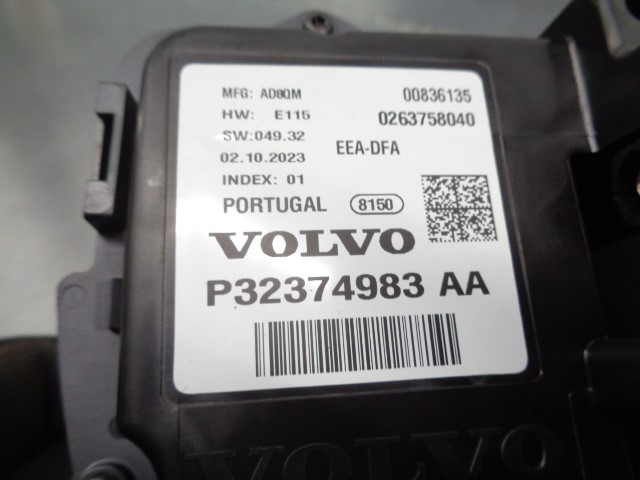 MFG: AD8QM 00836135
HW: E115 0263758040
SW:049.32
02.10.2023 EEA-DFA
INDEX: 01
PORTUGAL 8150
VOLVO
P32374983 AA
VOLVO